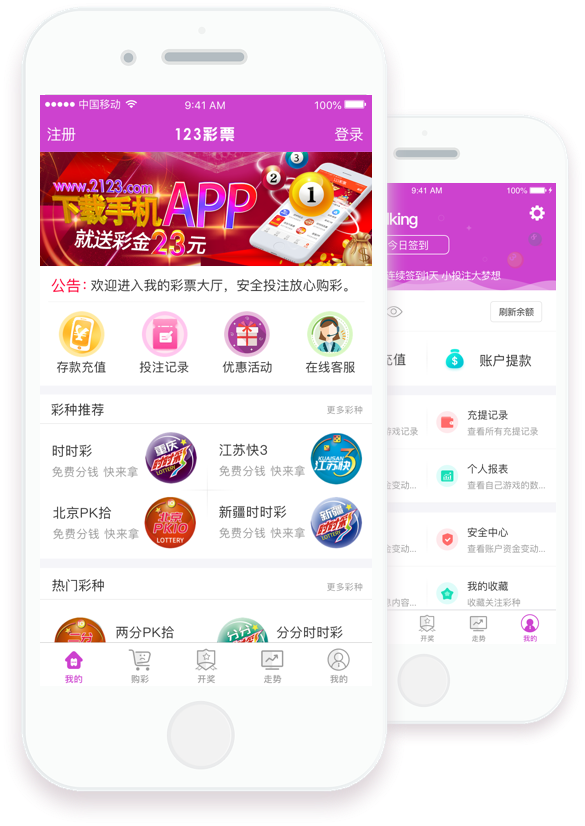 中国移动
9:41 AM
100%
注册
123彩票
登录
www.2123.com
下载手机APP
就送彩金23元
1
2
3
公告:欢迎进入我的彩票大厅，安全投注放心购彩。
存款充值
投注记录
优惠活动
在线客服
彩种推荐
更多彩种
时时彩
免费分钱 快来拿
重庆
时时彩
LOTTERY
江苏快3
免费分钱 快来拿
KUAISAN
江苏快3
北京PK拾
免费分钱 快来拿
北京
PK10
LOTTERY
新疆时时彩
免费分钱 快来拿
新疆
时时彩
LOTTERY
热门彩种
更多彩种
两分PK拾
二分
分分时时彩
分分
我的
购彩
开奖
走势
我的
9:41 AM
100%
lking
今日签到
连续签到1天 小投注大梦想
刷新余额
充值
账户提款
游戏记录
充提记录
查看所有充提记录
金变动...
个人报表
查看自己游戏的数...
金变动...
安全中心
查看账户资金变动...
息内容...
我的收藏
收藏关注彩种
开奖
走势
我的